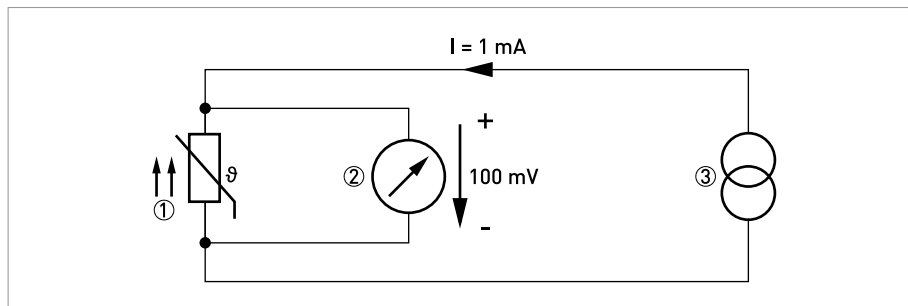 I = 1 mA
+
ϑ
②
100 mV
③
①
-